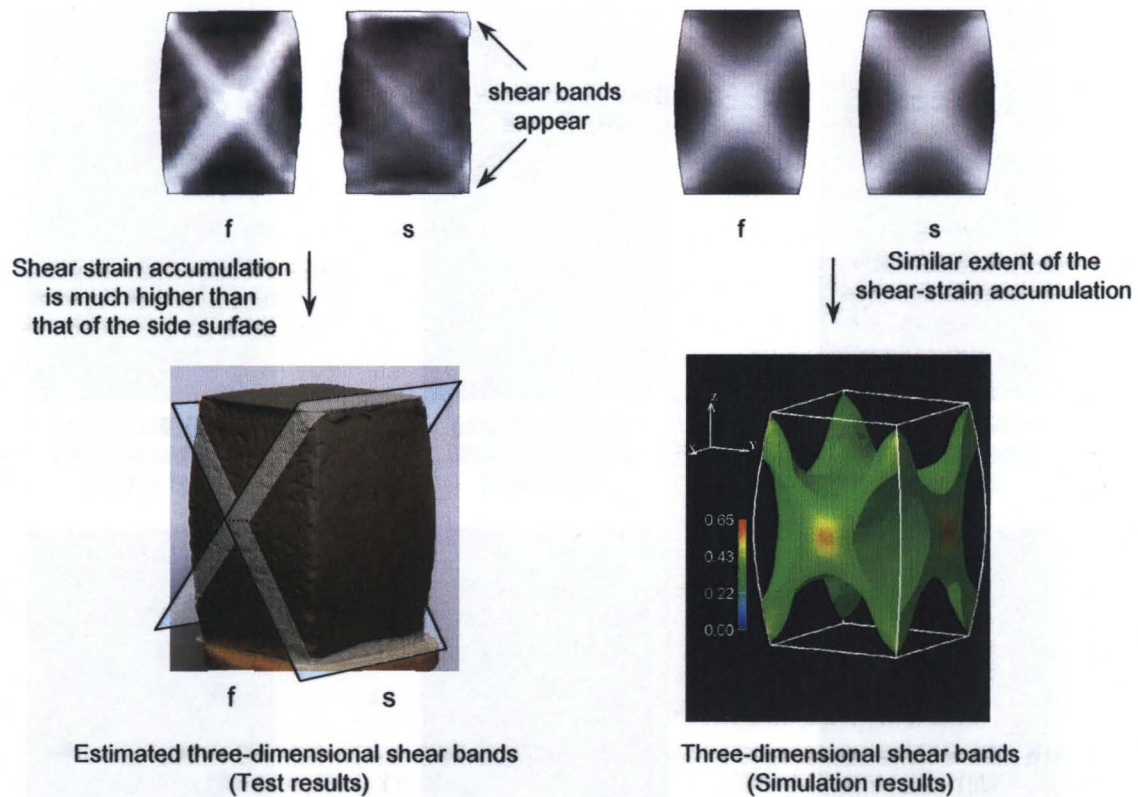 shear bands
appear
f
s
f
s
Shear strain accumulation
is much higher than
that of the side surface
Similar extent of the
shear-strain accumulation
Z
X
Y
0.65
0.43
0.22
0.00
f
s
Estimated three-dimensional shear bands
(Test results)
Three-dimensional shear bands
(Simulation results)